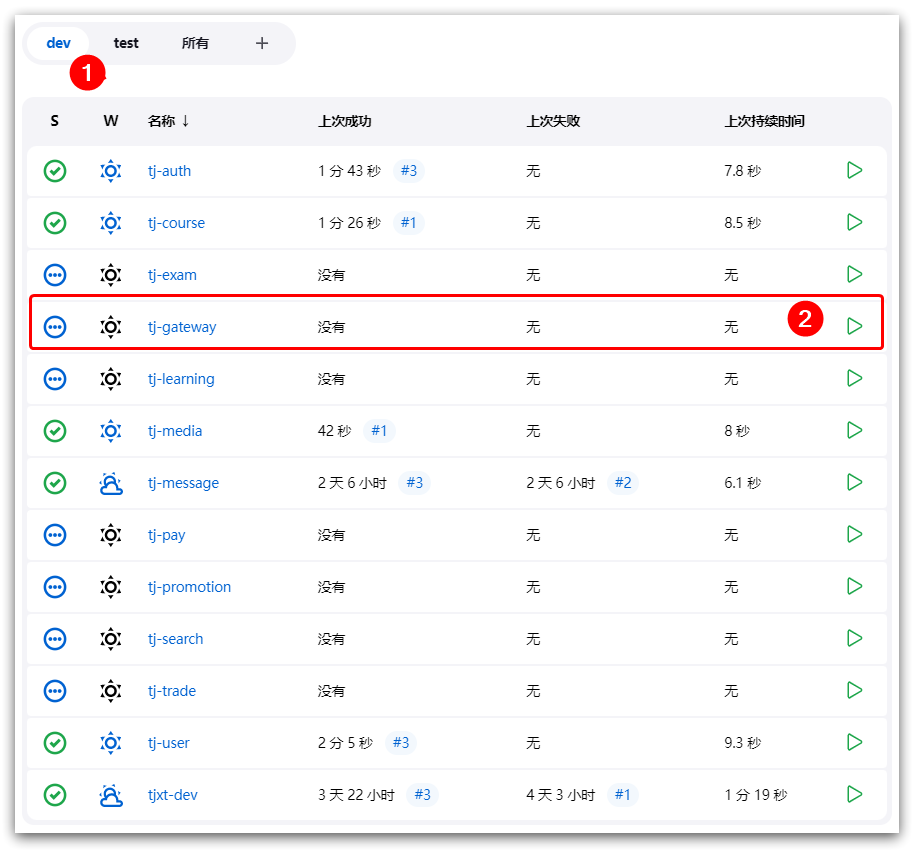 dev test 所有 +
1
S W 名称 ↓ 上次成功 上次失败 上次持续时间
tj-auth 1 分 43 秒 #3 无 7.8 秒
tj-course 1 分 26 秒 #1 无 8.5 秒
tj-exam 没有 无 无
tj-gateway 没有 无 无 2
tj-learning 没有 无 无
tj-media 42 秒 #1 无 8 秒
tj-message 2 天 6 小时 #3 2 天 6 小时 #2 6.1 秒
tj-pay 没有 无 无
tj-promotion 没有 无 无
tj-search 没有 无 无
tj-trade 没有 无 无
tj-user 2 分 5 秒 #3 无 9.3 秒
tjxt-dev 3 天 22 小时 #3 4 天 3 小时 #1 1 分 19 秒